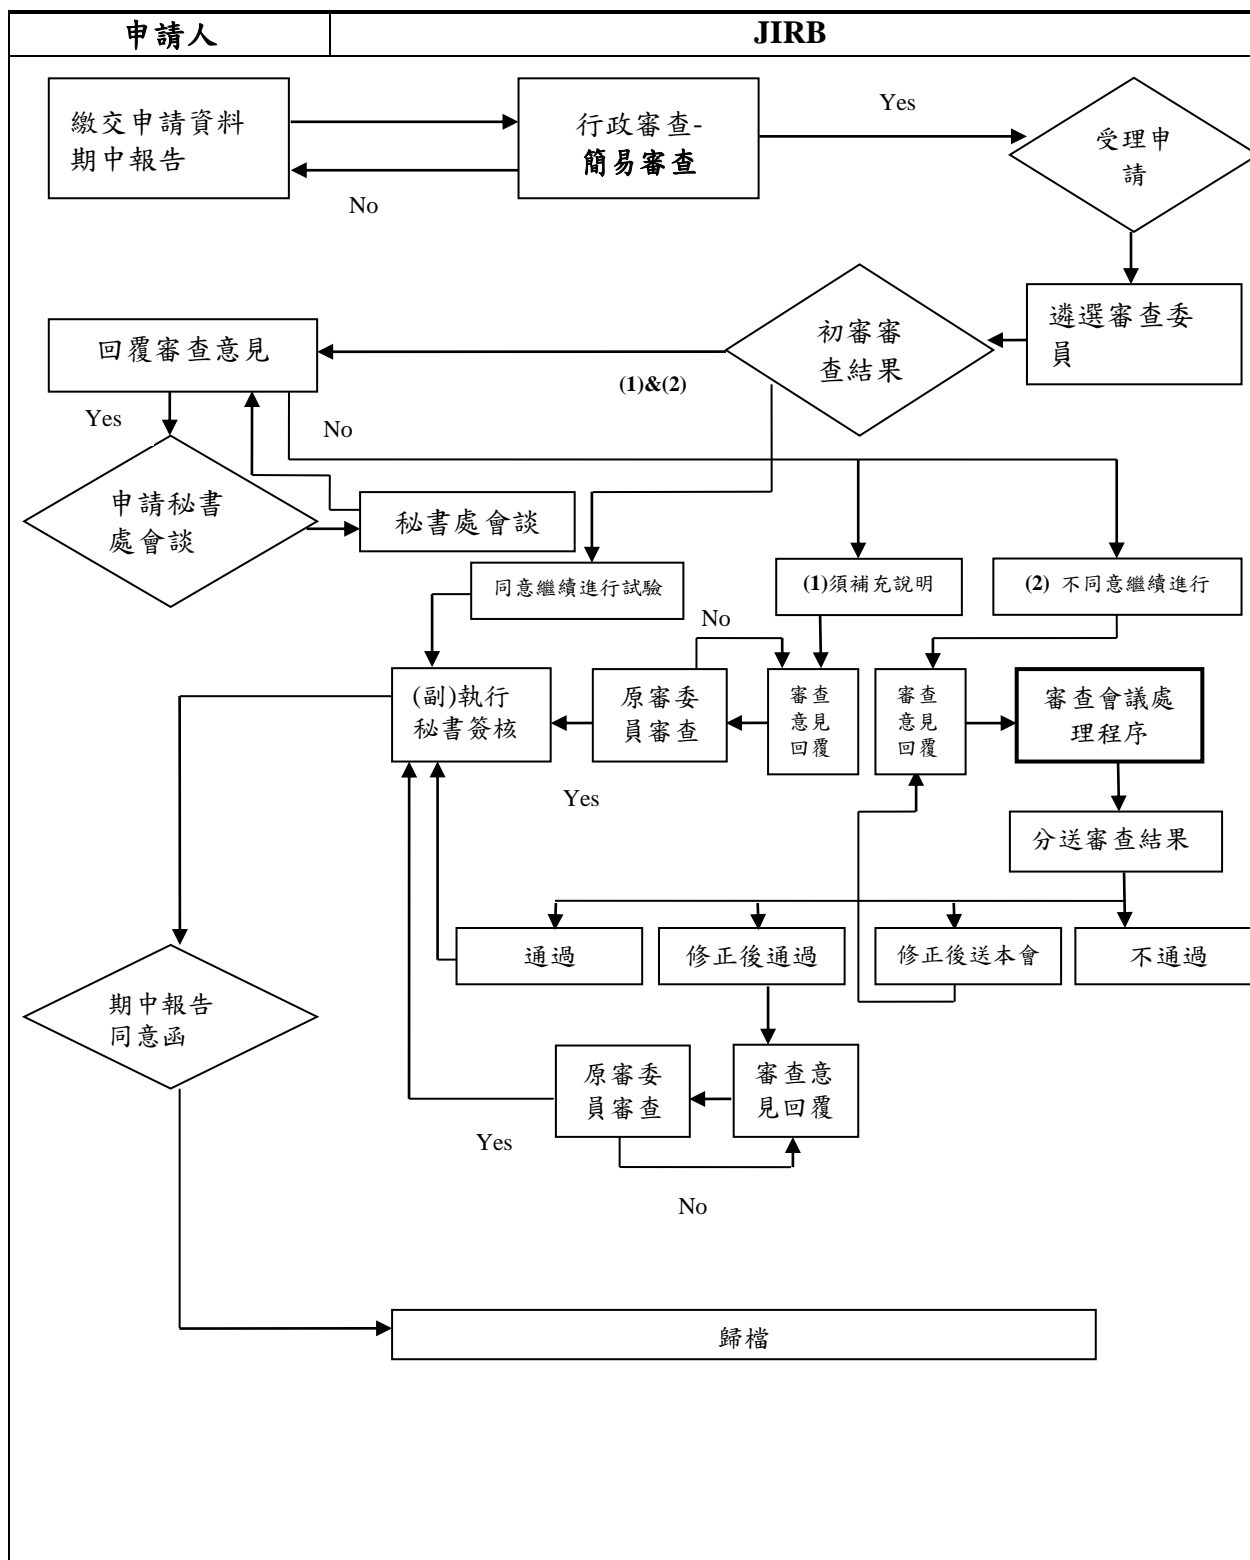 申請人
JIRB
繳交申請資料
期中報告
行政審查-
簡易審查
Yes
No
受理申
請
遴選審查委
員
初審審
查結果
回覆審查意見
(1)&(2)
Yes
No
申請秘書
處會談
秘書處會談
同意繼續進行試驗
(1)須補充說明
(2) 不同意繼續進行
No
(副)執行
秘書簽核
原審委
員審查
審查
意見
回覆
審查
意見
回覆
審查會議處
理程序
Yes
分送審查結果
通過
修正後通過
修正後送本會
不通過
期中報告
同意函
原審委
員審查
審查意
見回覆
Yes
No
歸檔